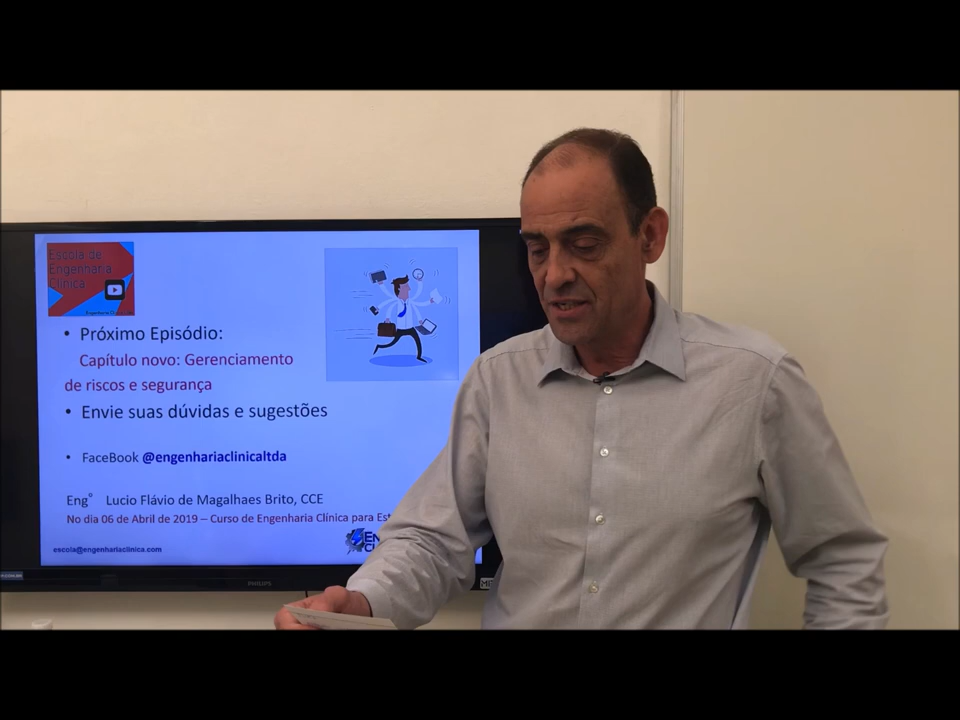 Escola de
Engenharia
Clínica
• Próximo Episódio:
Capítulo novo: Gerenciamento
de riscos e segurança
• Envie suas dúvidas e sugestões
• FaceBook @engenhariaclinicaltda
Eng° Lucio Flávio de Magalhaes Brito, CCE
No dia 06 de Abril de 2019 – Curso de Engenharia Clínica para Est
escola@engenhariaclinica.com
PHILIPS